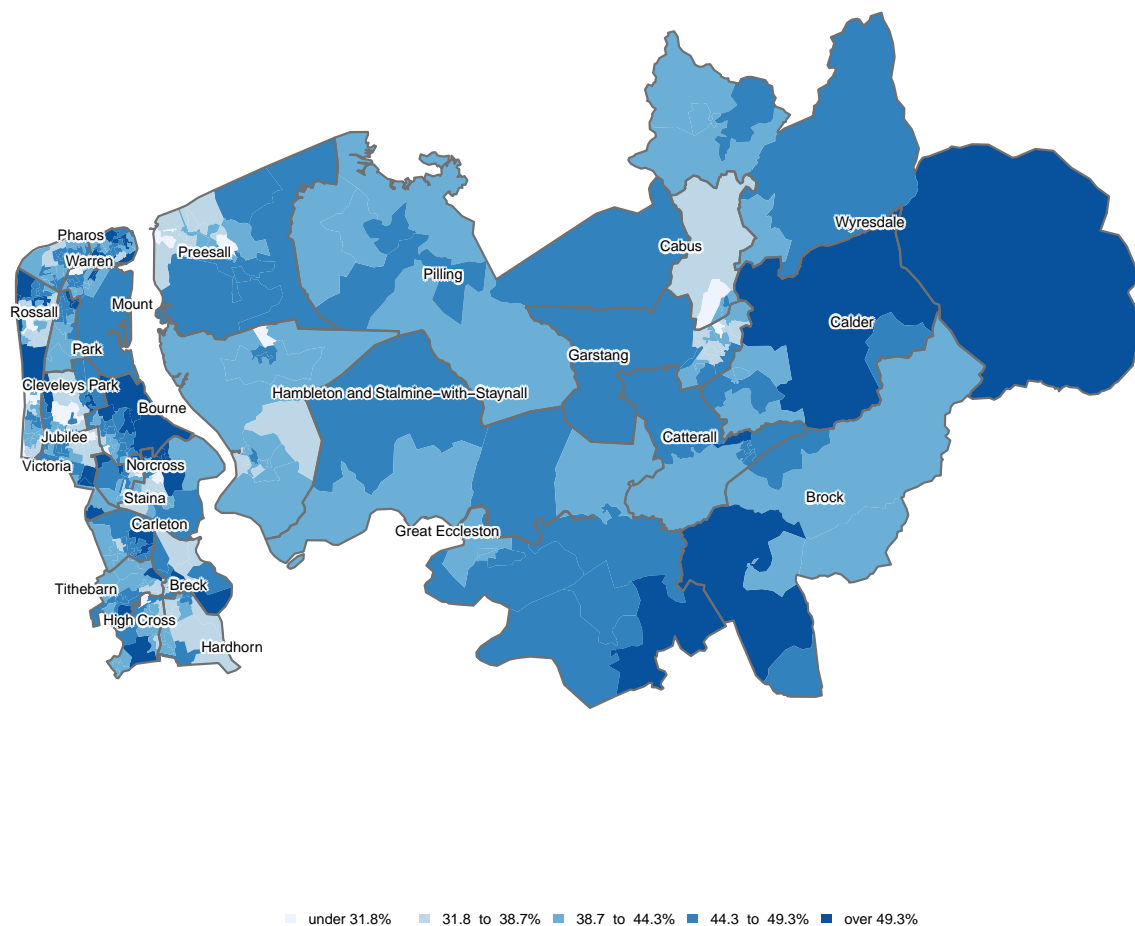 Pharos
Warren
Rossall
Mount
Park
Cleveleys Park
Bourne
Jubilee
Victoria
Norcross
Staina
Carleton
Tithebarn
Breck
High Cross
Hardhorn
Preesall
Pilling
Hambleton and Stalmine−with−Staynall
Great Eccleston
Garstang
Cabus
Wyresdale
Calder
Catterall
Brock
under 31.8%
31.8 to 38.7%
38.7 to 44.3%
44.3 to 49.3%
over 49.3%